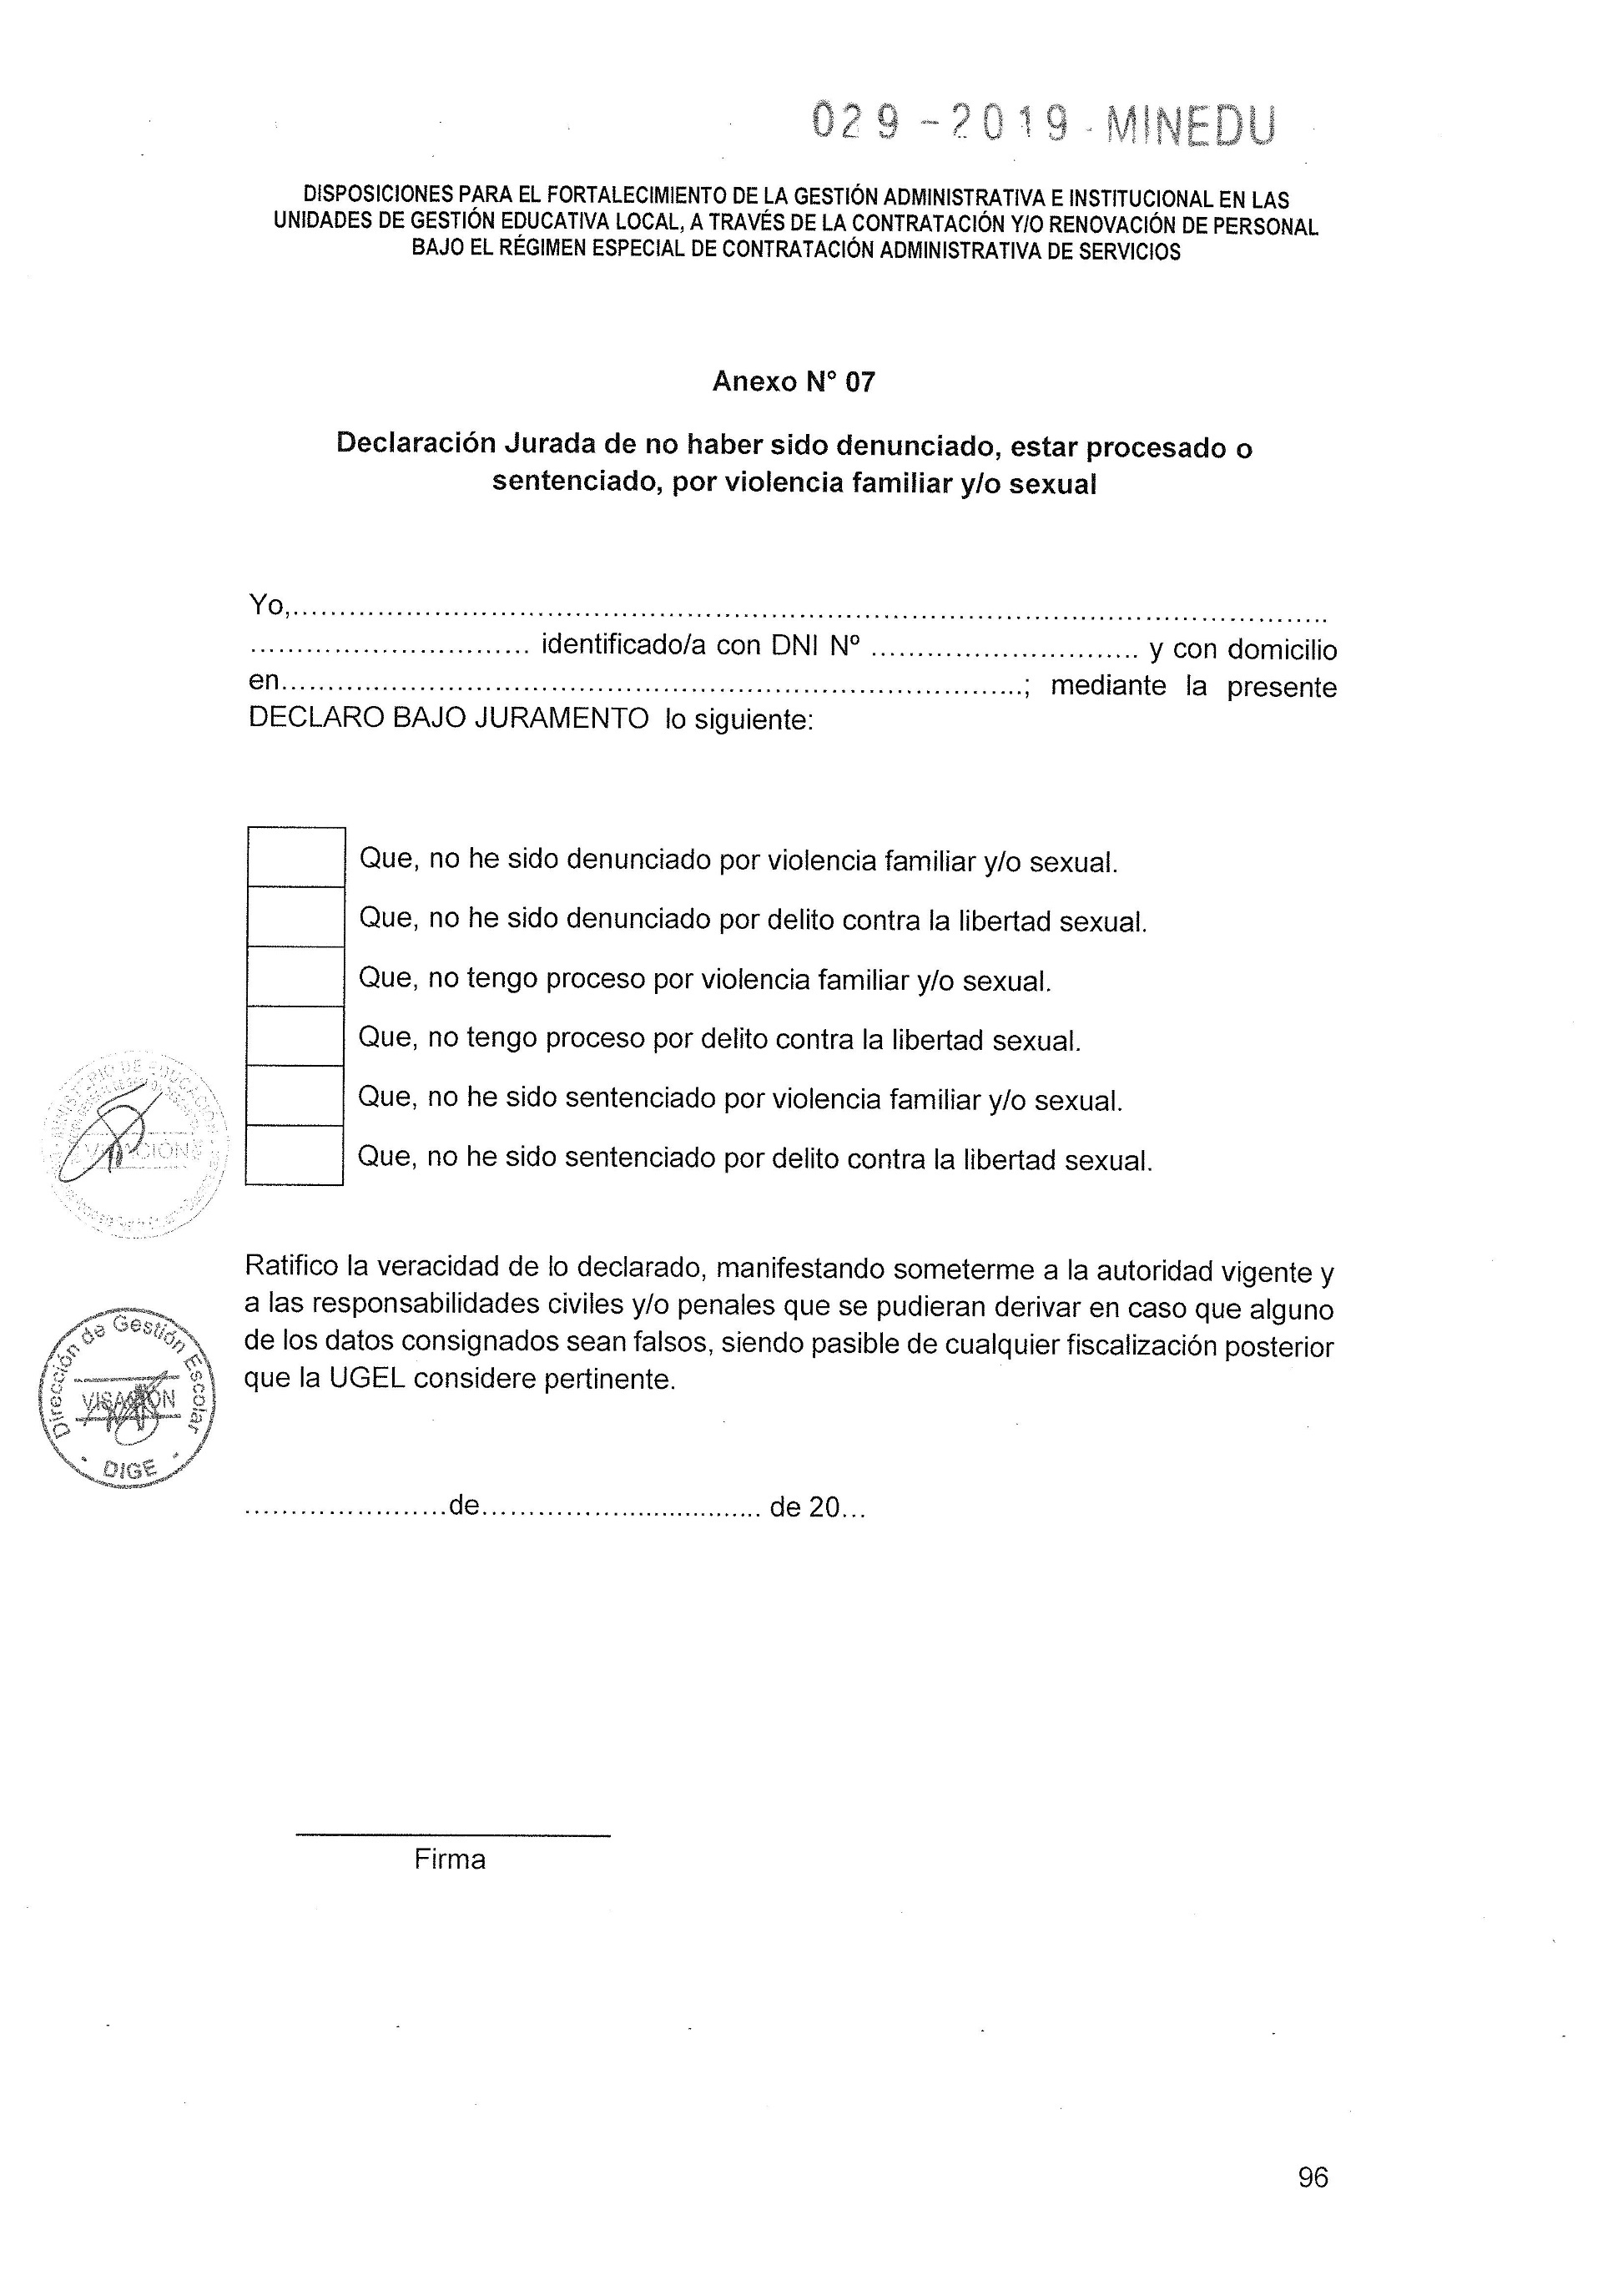 029-2019-MINEDU
DISPOSICIONES PARA EL FORTALECIMIENTO DE LA GESTIÓN ADMINISTRATIVA E INSTITUCIONAL EN LAS
UNIDADES DE GESTIÓN EDUCATIVA LOCAL, A TRAVÉS DE LA CONTRATACIÓN Y/O RENOVACIÓN DE PERSONAL
BAJO EL RÉGIMEN ESPECIAL DE CONTRATACIÓN ADMINISTRATIVA DE SERVICIOS
Anexo N° 07
Declaración Jurada de no haber sido denunciado, estar procesado o
sentenciado, por violencia familiar y/o sexual
Yo,........................................................................................................
.............................. identificado/a con DNI Nº ............................. y con domicilio
en................................................................................; mediante la presente
DECLARO BAJO JURAMENTO lo siguiente:
Que, no he sido denunciado por violencia familiar y/o sexual.
Que, no he sido denunciado por delito contra la libertad sexual.
Que, no tengo proceso por violencia familiar y/o sexual.
Que, no tengo proceso por delito contra la libertad sexual.
Que, no he sido sentenciado por violencia familiar y/o sexual.
Que, no he sido sentenciado por delito contra la libertad sexual.
MINISTERIO DE EDUCACIÓN
VISACIÓN
Ratifico la veracidad de lo declarado, manifestando someterme a la autoridad vigente y
a las responsabilidades civiles y/o penales que se pudieran derivar en caso que alguno
de los datos consignados sean falsos, siendo pasible de cualquier fiscalización posterior
que la UGEL considere pertinente.
Dirección de Gestión Escolar
VISACIÓN
DIGE
......................de.............................. de 20...
Firma
96